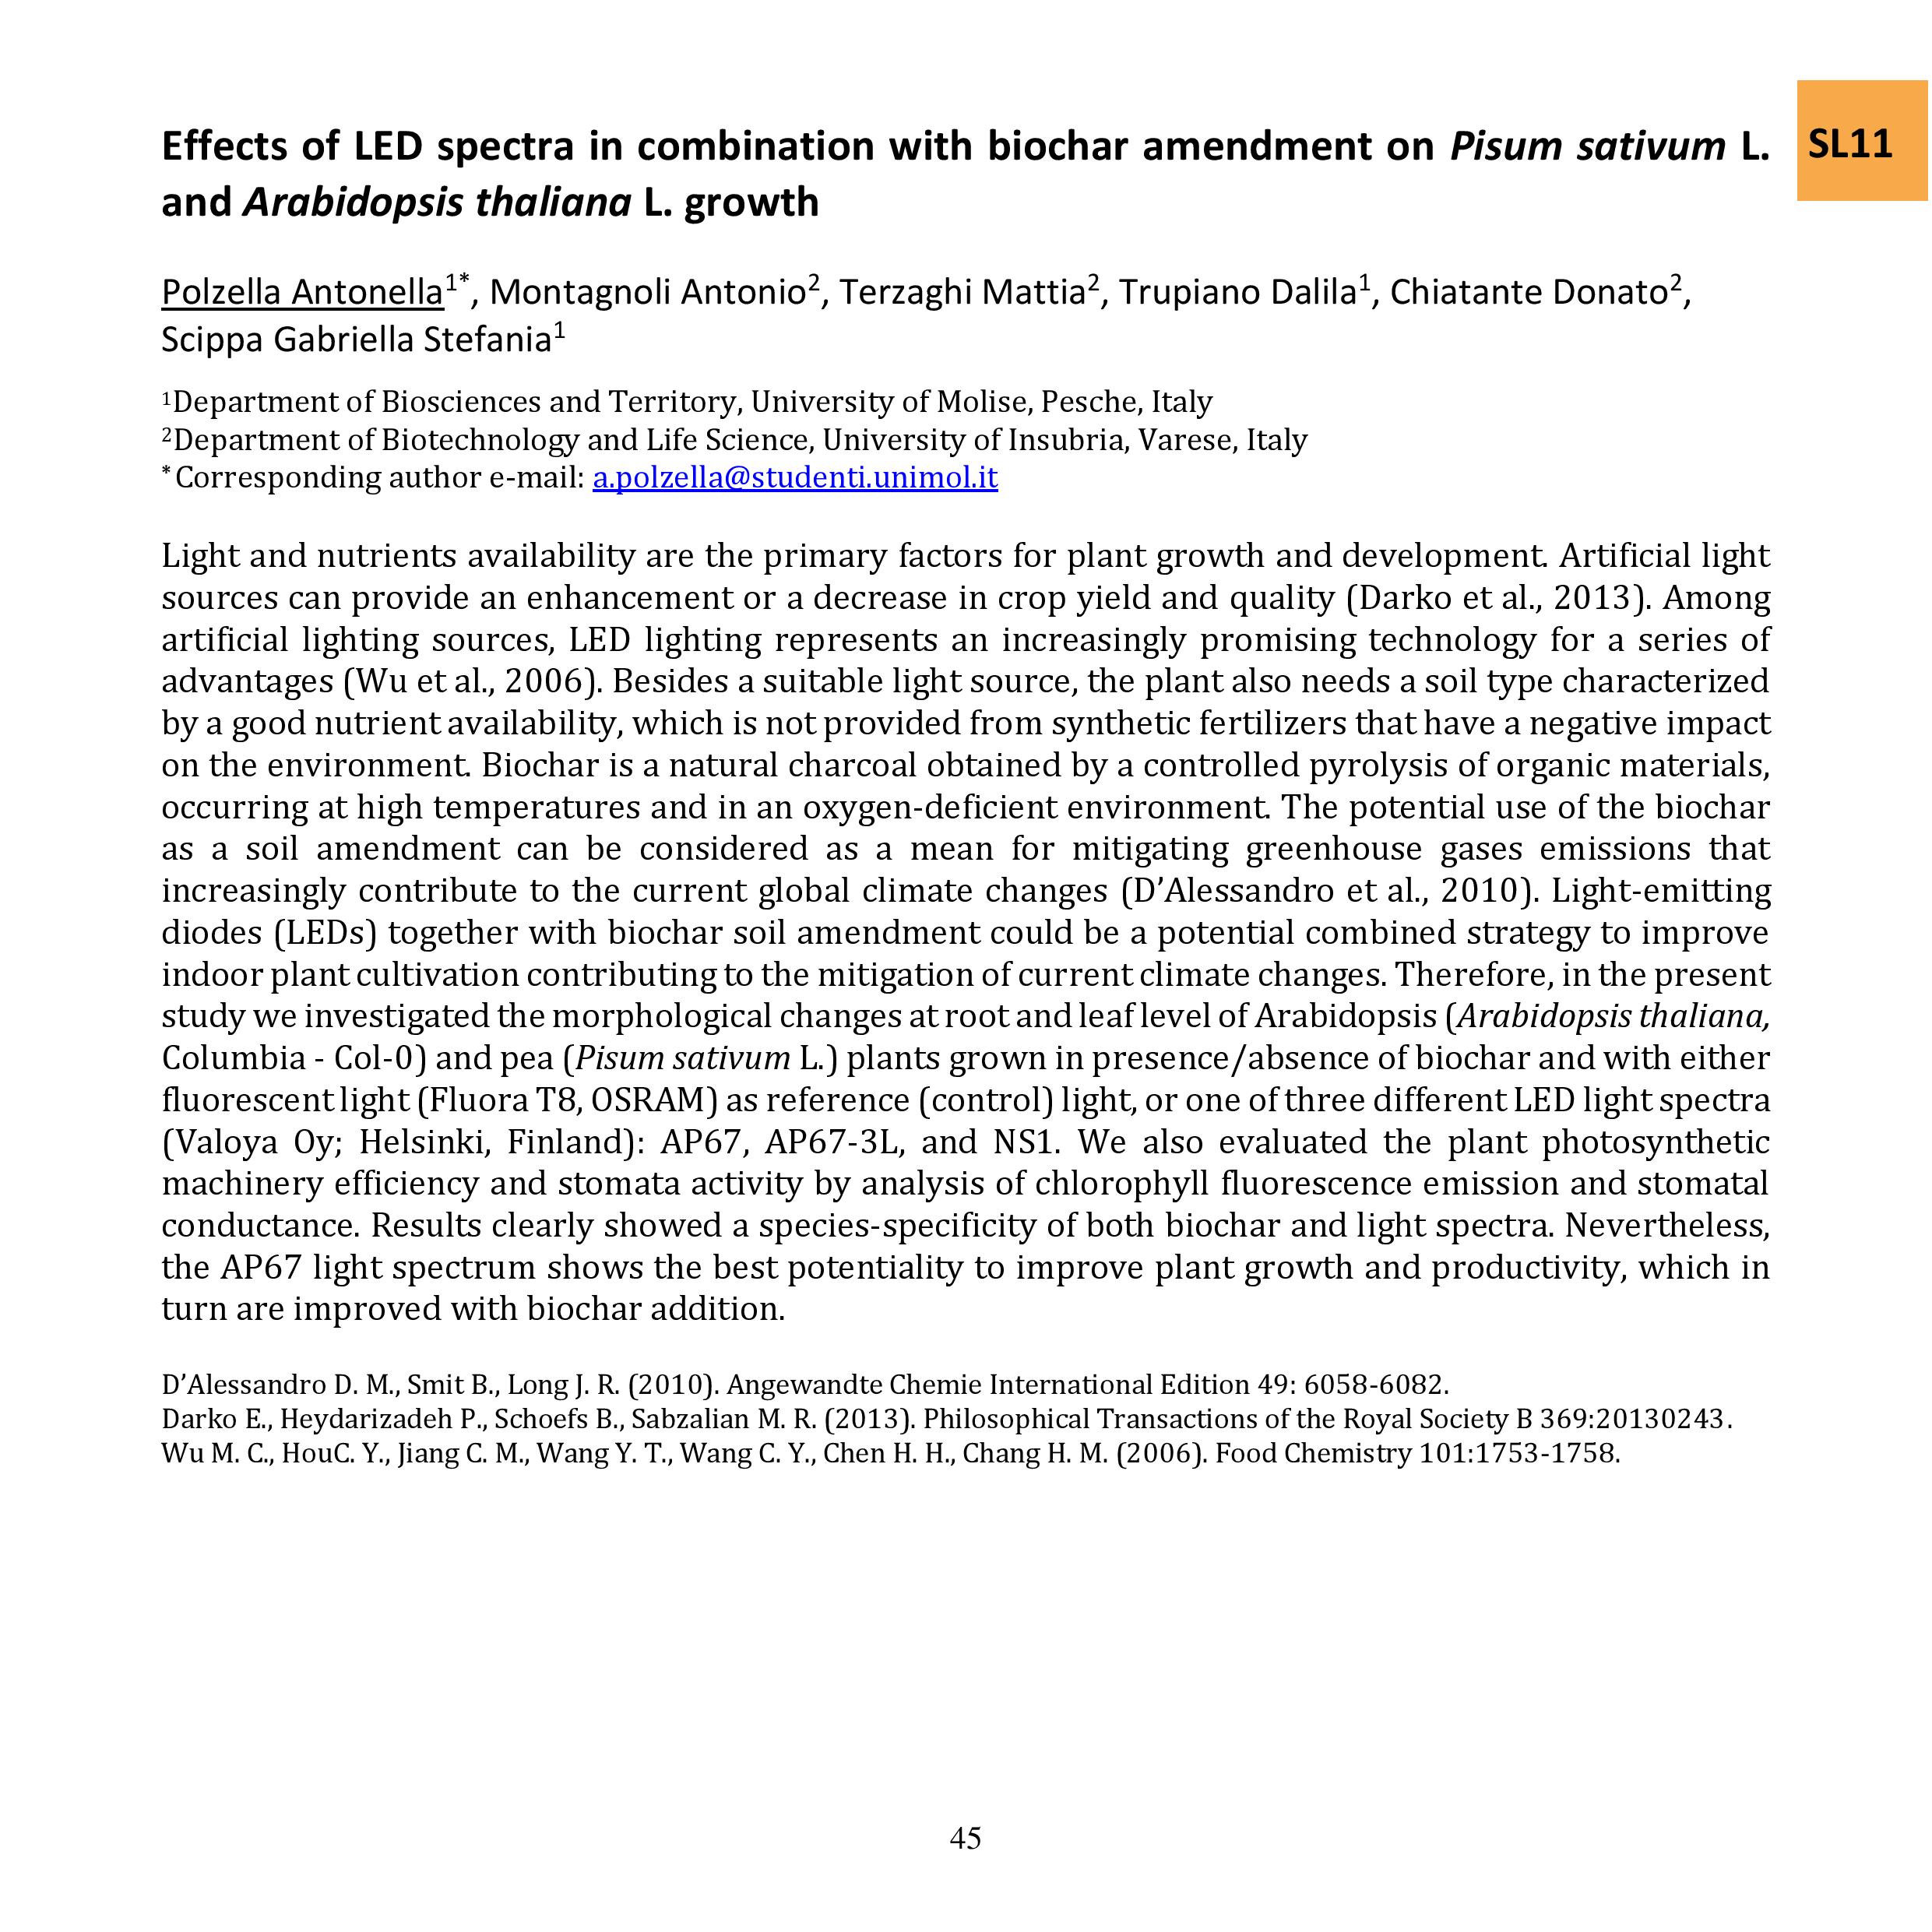 Effects of LED spectra in combination with biochar amendment on Pisum sativum L.
and Arabidopsis thaliana L. growth
SL11
Polzella Antonella1*, Montagnoli Antonio2, Terzaghi Mattia2, Trupiano Dalila1, Chiatante Donato2,
Scippa Gabriella Stefania1
1Department of Biosciences and Territory, University of Molise, Pesche, Italy
2Department of Biotechnology and Life Science, University of Insubria, Varese, Italy
*Corresponding author e-mail: a.polzella@studenti.unimol.it
Light and nutrients availability are the primary factors for plant growth and development. Artificial light
sources can provide an enhancement or a decrease in crop yield and quality (Darko et al., 2013). Among
artificial lighting sources, LED lighting represents an increasingly promising technology for a series of
advantages (Wu et al., 2006). Besides a suitable light source, the plant also needs a soil type characterized
by a good nutrient availability, which is not provided from synthetic fertilizers that have a negative impact
on the environment. Biochar is a natural charcoal obtained by a controlled pyrolysis of organic materials,
occurring at high temperatures and in an oxygen-deficient environment. The potential use of the biochar
as a soil amendment can be considered as a mean for mitigating greenhouse gases emissions that
increasingly contribute to the current global climate changes (D’Alessandro et al., 2010). Light-emitting
diodes (LEDs) together with biochar soil amendment could be a potential combined strategy to improve
indoor plant cultivation contributing to the mitigation of current climate changes. Therefore, in the present
study we investigated the morphological changes at root and leaf level of Arabidopsis (Arabidopsis thaliana,
Columbia - Col-0) and pea (Pisum sativum L.) plants grown in presence/absence of biochar and with either
fluorescent light (Fluora T8, OSRAM) as reference (control) light, or one of three different LED light spectra
(Valoya Oy; Helsinki, Finland): AP67, AP67-3L, and NS1. We also evaluated the plant photosynthetic
machinery efficiency and stomata activity by analysis of chlorophyll fluorescence emission and stomatal
conductance. Results clearly showed a species-specificity of both biochar and light spectra. Nevertheless,
the AP67 light spectrum shows the best potentiality to improve plant growth and productivity, which in
turn are improved with biochar addition.
D’Alessandro D. M., Smit B., Long J. R. (2010). Angewandte Chemie International Edition 49: 6058-6082.
Darko E., Heydarizadeh P., Schoefs B., Sabzalian M. R. (2013). Philosophical Transactions of the Royal Society B 369:20130243.
Wu M. C., HouC. Y., Jiang C. M., Wang Y. T., Wang C. Y., Chen H. H., Chang H. M. (2006). Food Chemistry 101:1753-1758.
45